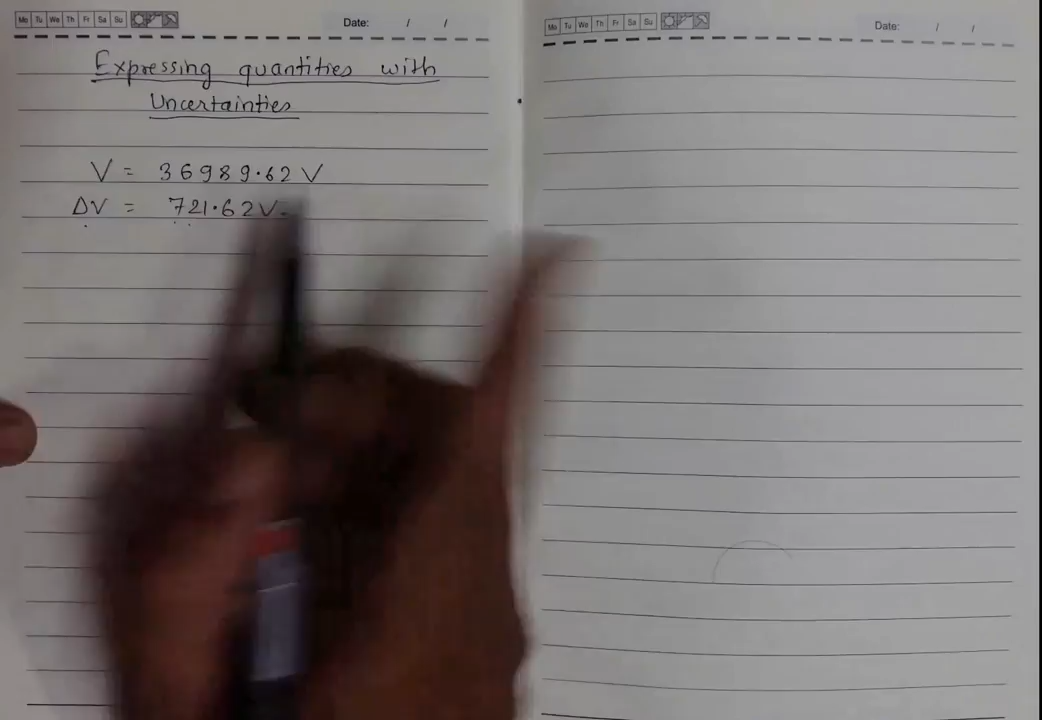 Mo Tu We Th Fr Sa Su
Date: / /
Expressing quantities with
Uncertainties
V = 36989.62 V
ΔV = 721.62V
Mo Tu We Th Fr Sa Su
Date: / /